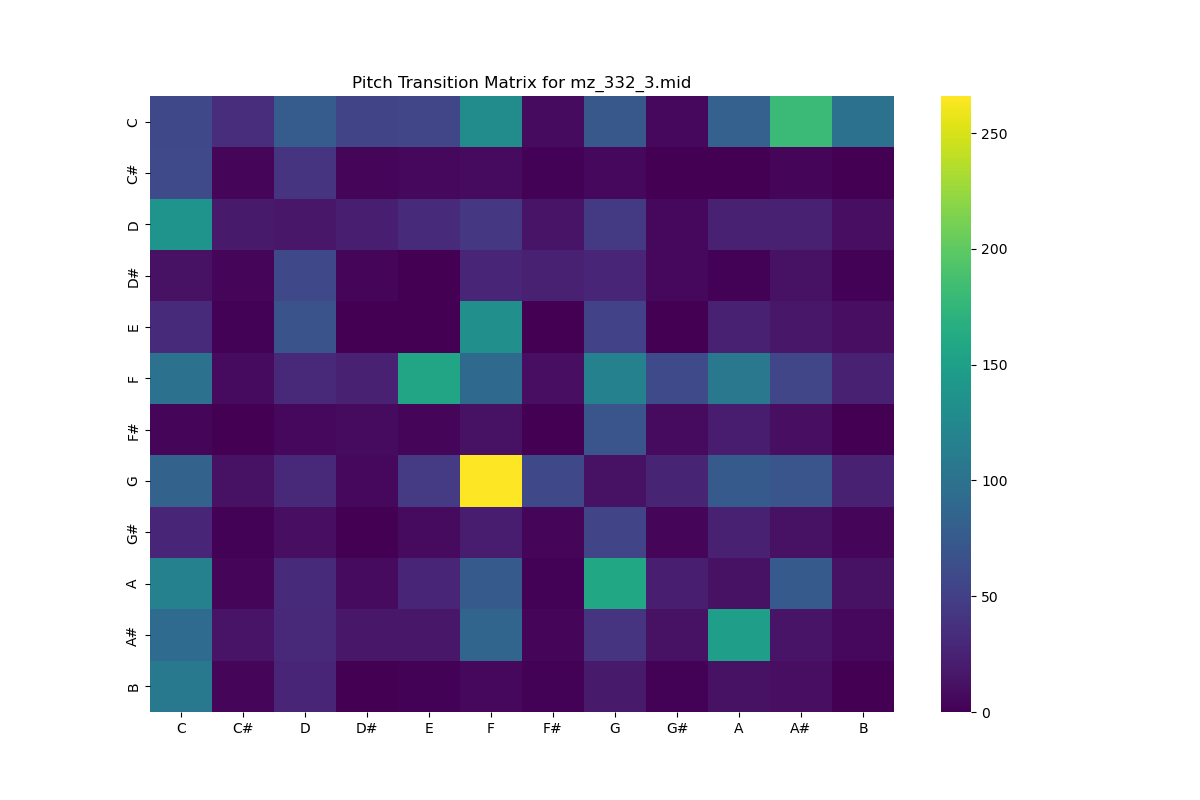 Pitch Transition Matrix for mz_332_3.mid
C
C#
D
D#
E
F
F#
G
G#
A
A#
B
C C# D D# E F F# G G# A A# B
250
200
150
100
50
0